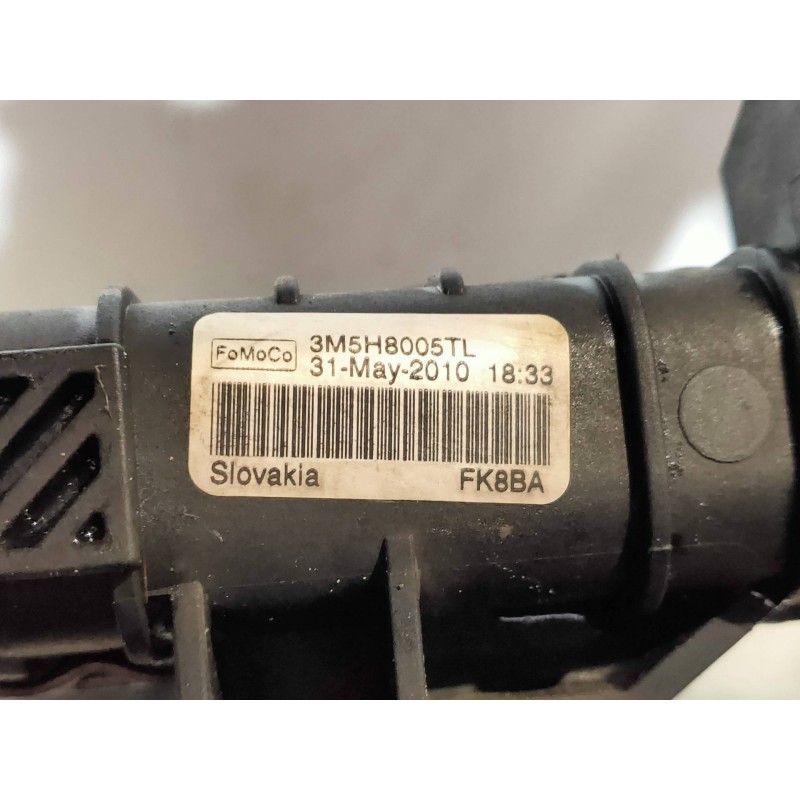 FoMoCo 3M5H8005TL
31-May-2010 18:33
Slovakia FK8BA